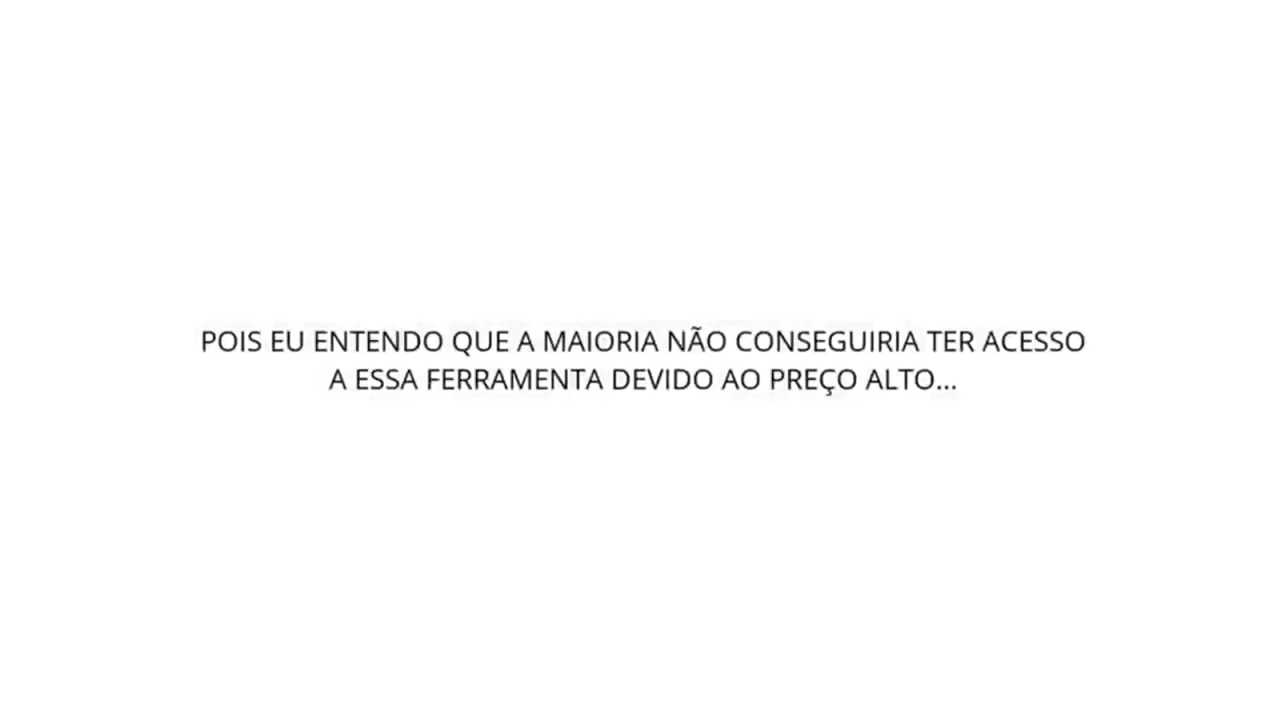 POIS EU ENTENDO QUE A MAIORIA NÃO CONSEGUIRIA TER ACESSO
A ESSA FERRAMENTA DEVIDO AO PREÇO ALTO...